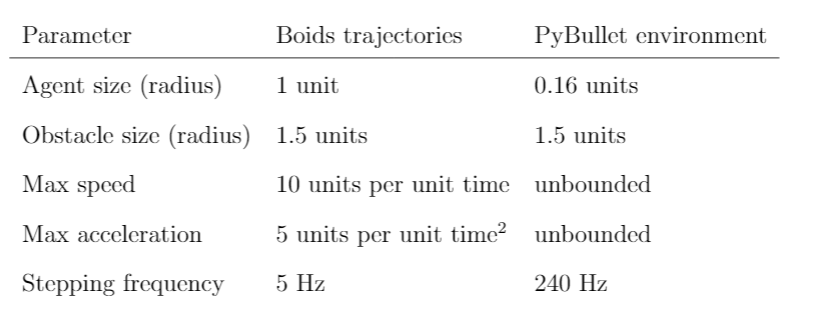 Parameter Boids trajectories PyBullet environment
Agent size (radius) 1 unit 0.16 units
Obstacle size (radius) 1.5 units 1.5 units
Max speed 10 units per unit time unbounded
Max acceleration 5 units per unit time² unbounded
Stepping frequency 5 Hz 240 Hz